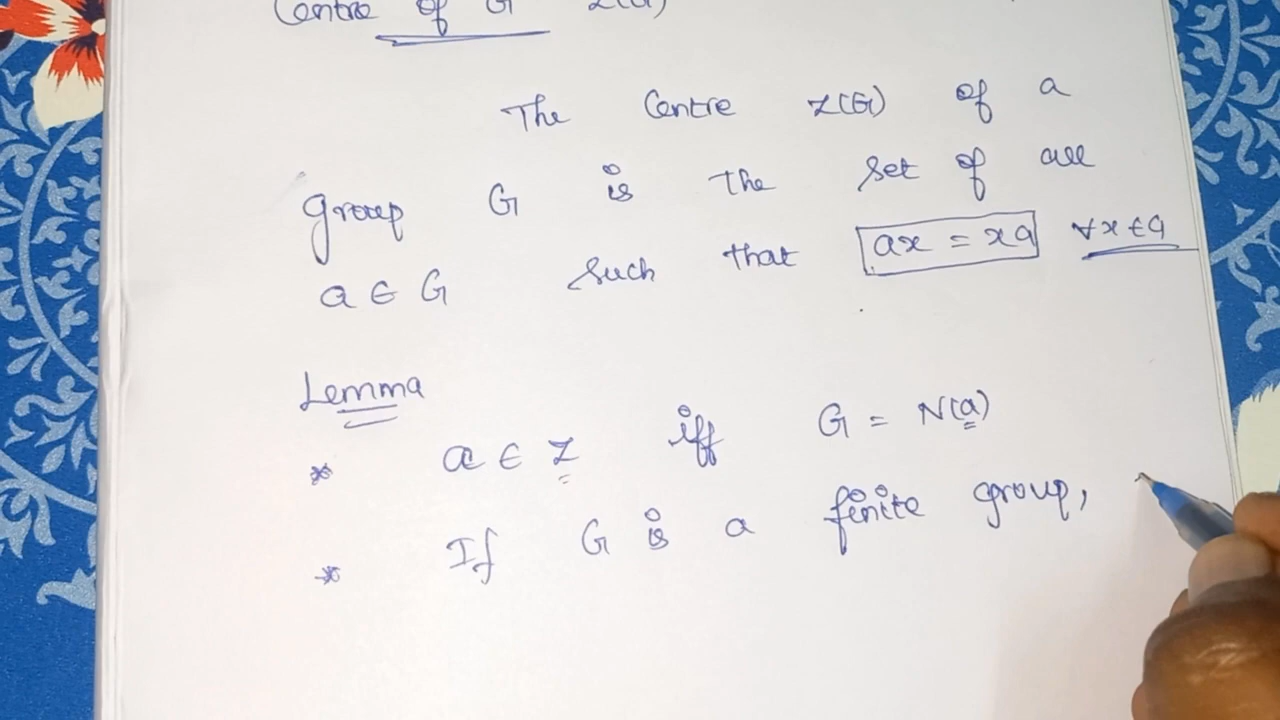 Centre of G Z(G)
The Centre Z(G) of a
group G is the set of all
a ∈ G such that ax = xa ∀x∈G
Lemma
* a ∈ Z iff G = N(a)
* If G is a finite group,